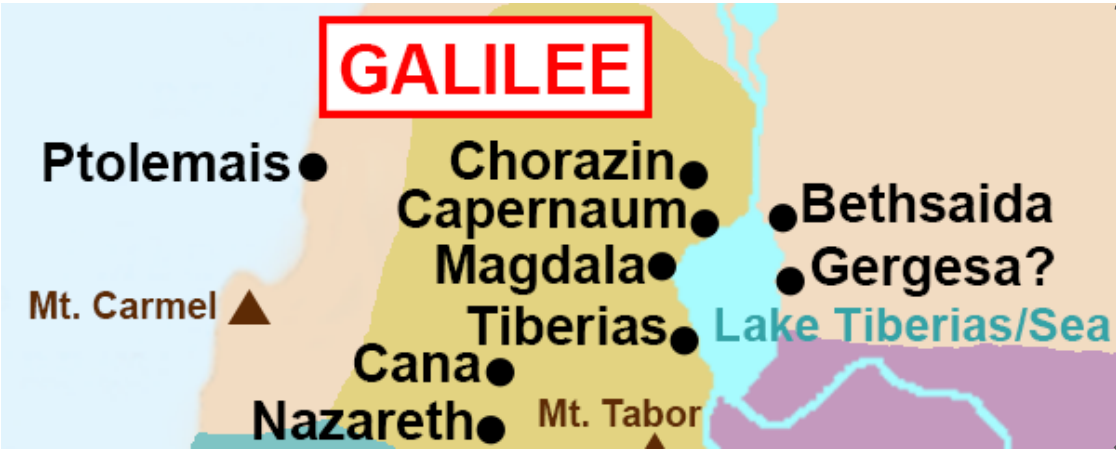 GALILEE
Ptolemais
Chorazin
Capernaum
Bethsaida
Magdala
Gergesa?
Mt. Carmel
Tiberias
Lake Tiberias/Sea
Cana
Nazareth
Mt. Tabor